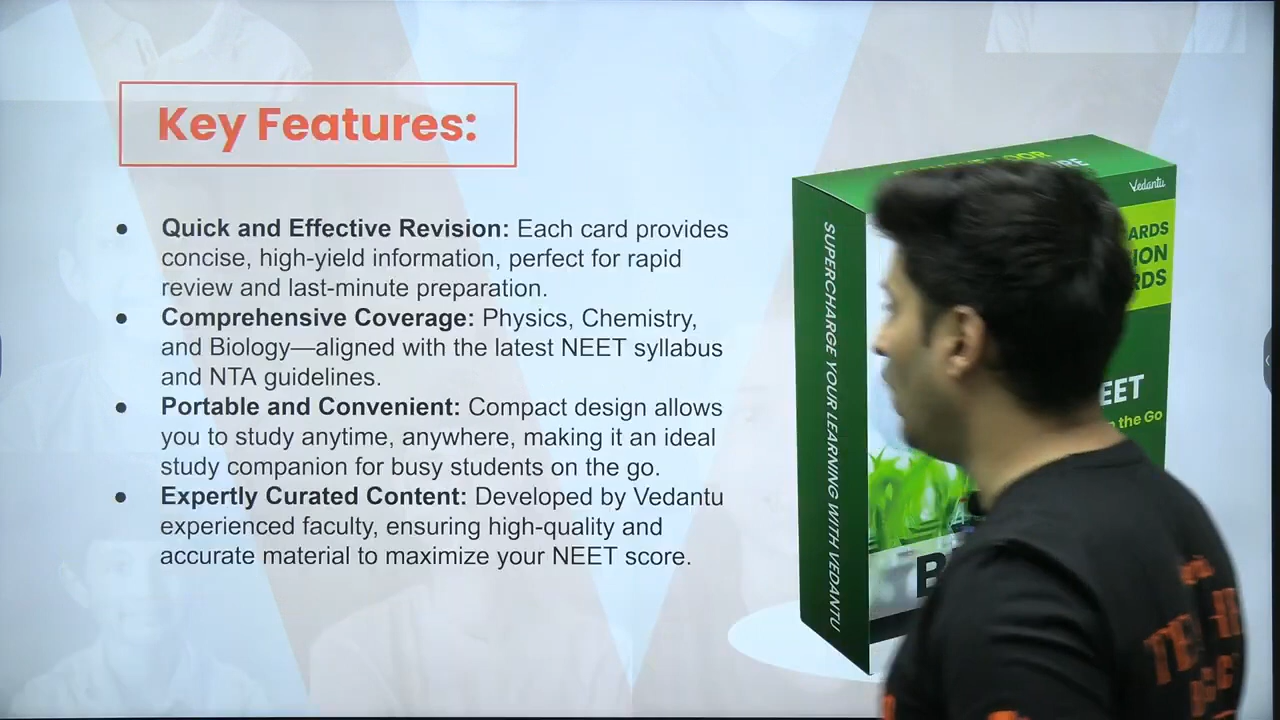 Key Features:
● Quick and Effective Revision: Each card provides
concise, high-yield information, perfect for rapid
review and last-minute preparation.
● Comprehensive Coverage: Physics, Chemistry,
and Biology—aligned with the latest NEET syllabus
and NTA guidelines.
● Portable and Convenient: Compact design allows
you to study anytime, anywhere, making it an ideal
study companion for busy students on the go.
● Expertly Curated Content: Developed by Vedantu
experienced faculty, ensuring high-quality and
accurate material to maximize your NEET score.
SUPERCHARGE YOUR LEARNING WITH VEDANTU
Vedantu
the Go